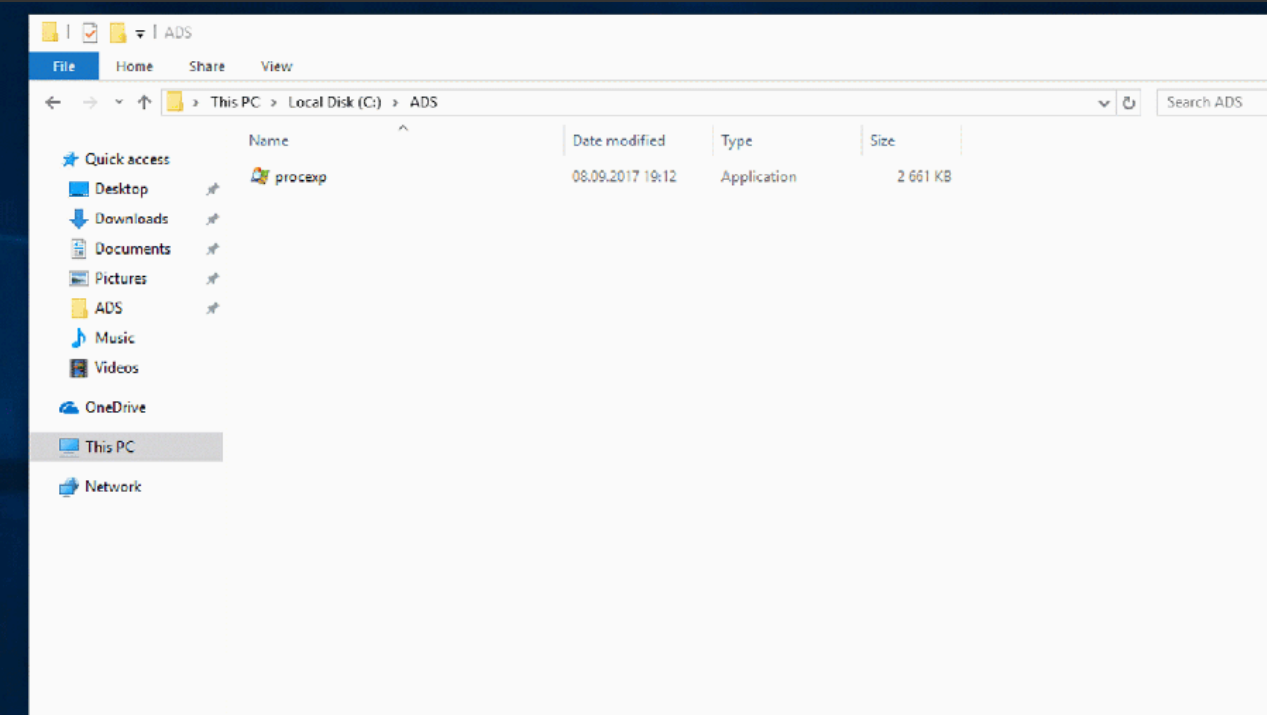 ADS
File Home Share View
This PC Local Disk (C:) ADS Search ADS
Name Date modified Type Size
procexp 08.09.2017 19:12 Application 2 661 KB
Quick access
Desktop
Downloads
Documents
Pictures
ADS
Music
Videos
OneDrive
This PC
Network